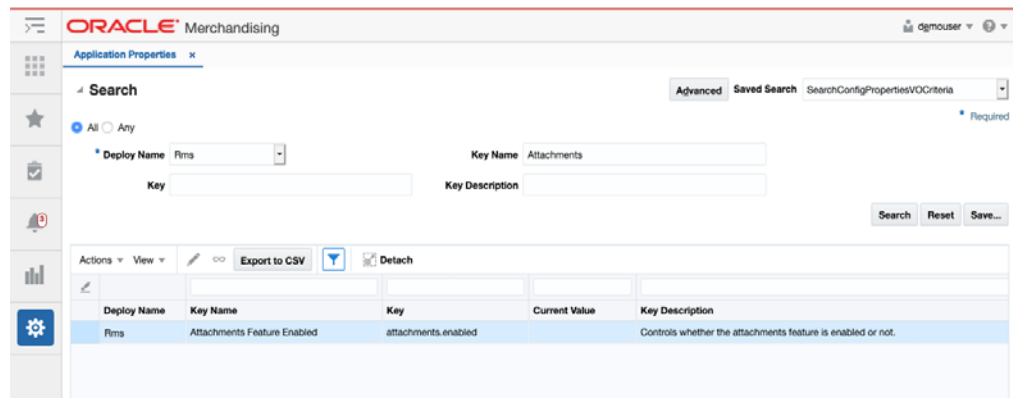 ORACLE® Merchandising demouser
Application Properties ×
Search Advanced Saved Search SearchConfigPropertiesVOCriteria
* Required
All Any
* Deploy Name Rms Key Name Attachments
Key Key Description
Search Reset Save...
3
Actions View Export to CSV Detach
Deploy Name Key Name Key Current Value Key Description
Rms Attachments Feature Enabled attachments.enabled Controls whether the attachments feature is enabled or not.